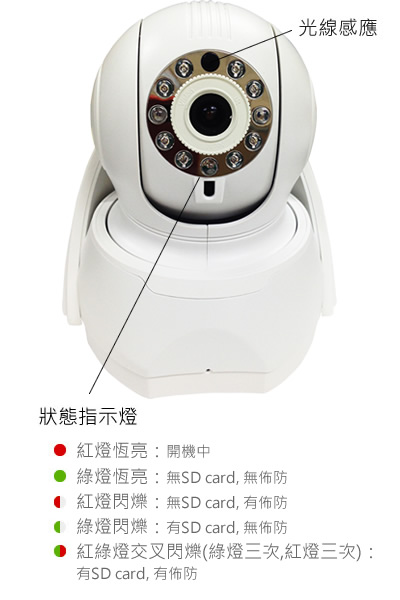 光線感應
狀態指示燈
紅燈恆亮：開機中
綠燈恆亮：無SD card, 無佈防
紅燈閃爍：無SD card, 有佈防
綠燈閃爍：有SD card, 無佈防
紅綠燈交叉閃爍(綠燈三次,紅燈三次)：
有SD card, 有佈防